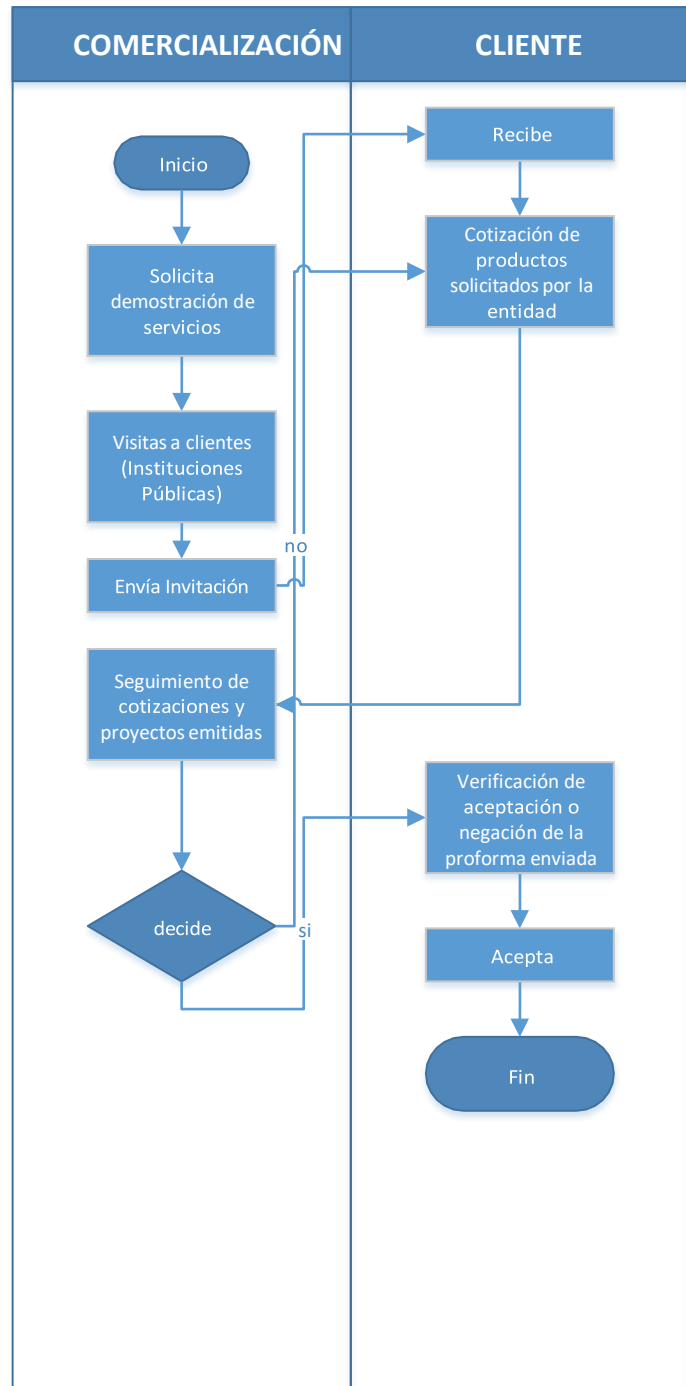 COMERCIALIZACIÓN
CLIENTE
Inicio
Solicita
demostración de
servicios
Visitas a clientes
(Instituciones
Públicas)
Envía Invitación
Seguimiento de
cotizaciones y
proyectos emitidas
decide
no
si
Recibe
Cotización de
productos
solicitados por la
entidad
Verificación de
aceptación o
negación de la
proforma enviada
Acepta
Fin